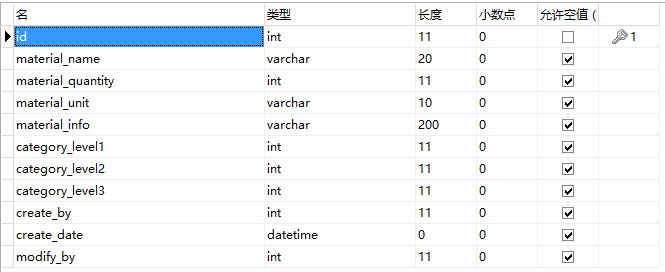 名 类型 长度 小数点 允许空值 (
id int 11 0 1
material_name varchar 20 0
material_quantity int 11 0
material_unit varchar 10 0
material_info varchar 200 0
category_level1 int 11 0
category_level2 int 11 0
category_level3 int 11 0
create_by int 11 0
create_date datetime 0 0
modify_by int 11 0